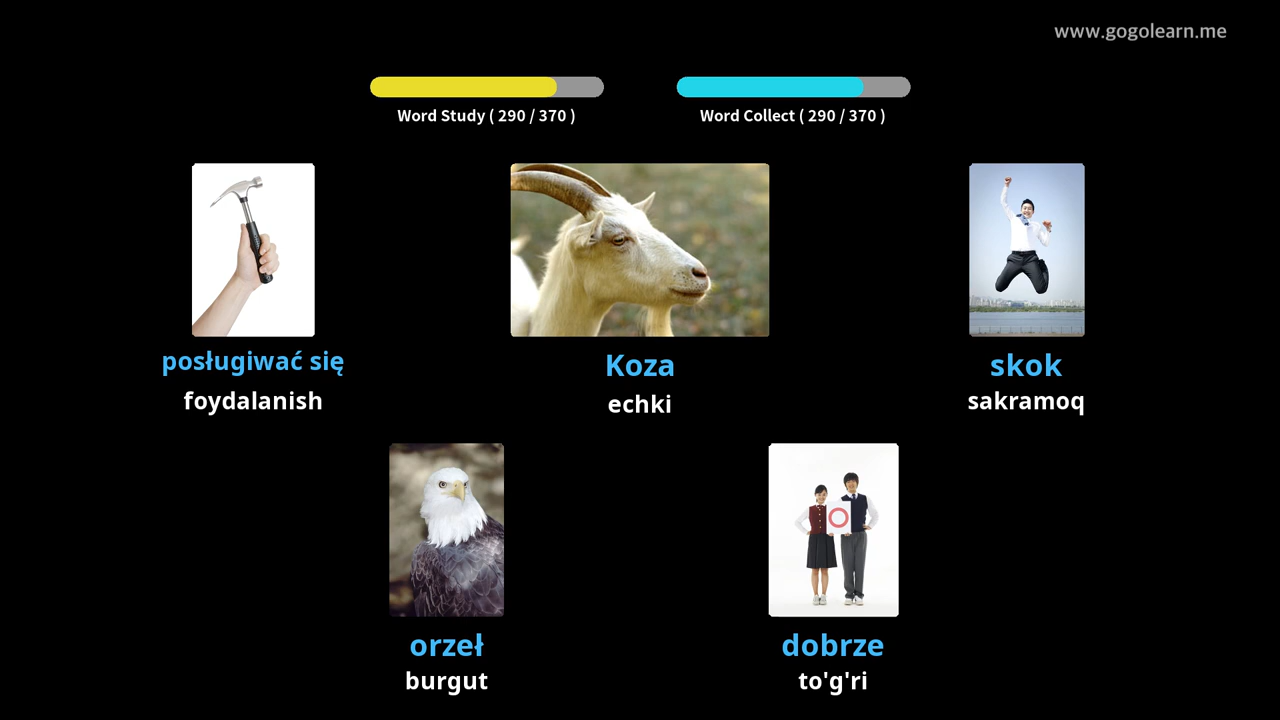 www.gogolearn.me
Word Study ( 290 / 370 )
Word Collect ( 290 / 370 )
posługiwać się
foydalanish
Koza
echki
skok
sakramoq
orzeł
burgut
dobrze
to'g'ri